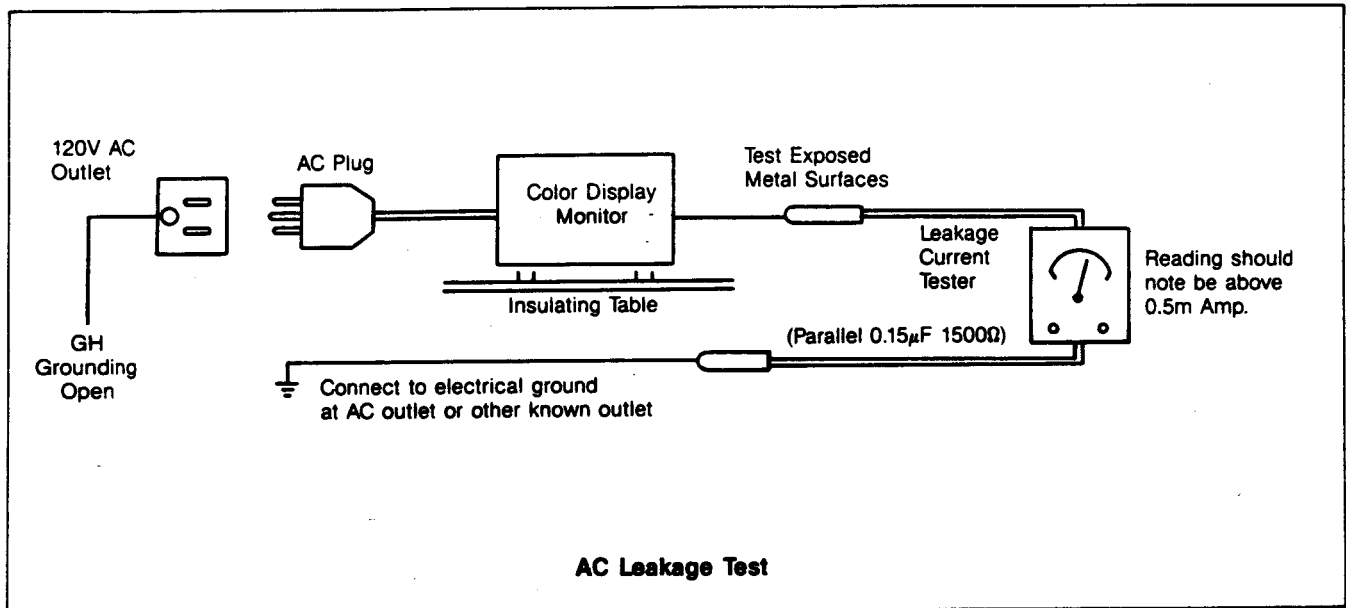 120V AC
Outlet
AC Plug
Color Display
Monitor
Test Exposed
Metal Surfaces
Leakage
Current
Tester
Reading should
note be above
0.5m Amp.
Insulating Table
GH
Grounding
Open
(Parallel 0.15µF 1500Ω)
Connect to electrical ground
at AC outlet or other known outlet
AC Leakage Test